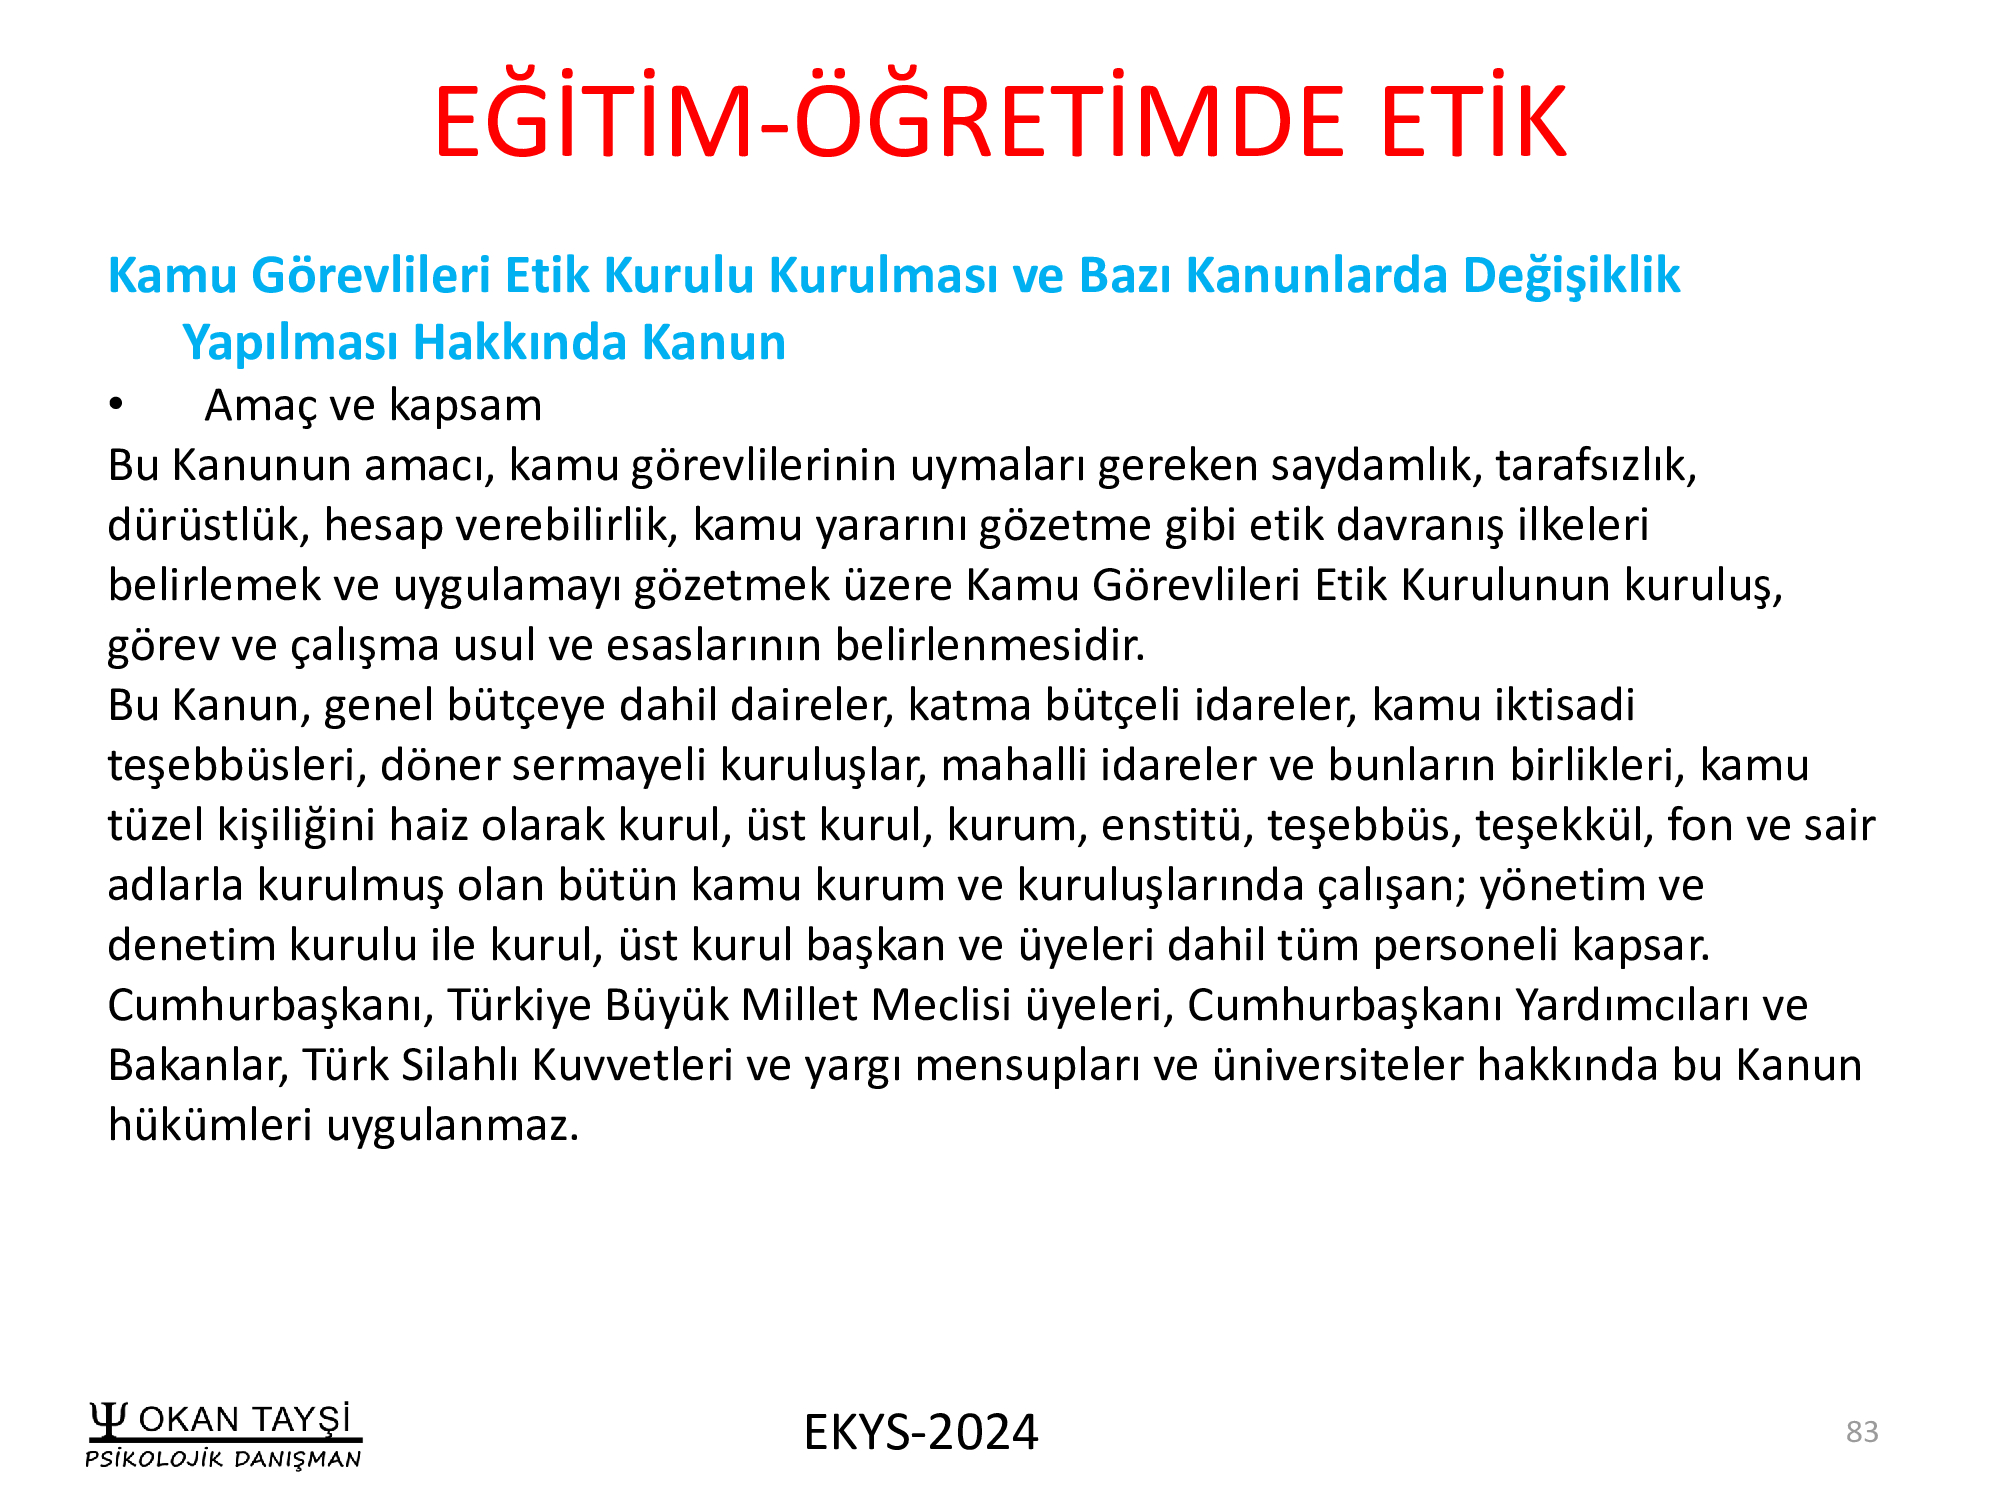 EĞİTİM-ÖĞRETİMDE ETİK
Kamu Görevlileri Etik Kurulu Kurulması ve Bazı Kanunlarda Değişiklik
Yapılması Hakkında Kanun
• Amaç ve kapsam
Bu Kanunun amacı, kamu görevlilerinin uymaları gereken saydamlık, tarafsızlık,
dürüstlük, hesap verebilirlik, kamu yararını gözetme gibi etik davranış ilkeleri
belirlemek ve uygulamayı gözetmek üzere Kamu Görevlileri Etik Kurulunun kuruluş,
görev ve çalışma usul ve esaslarının belirlenmesidir.
Bu Kanun, genel bütçeye dahil daireler, katma bütçeli idareler, kamu iktisadi
teşebbüsleri, döner sermayeli kuruluşlar, mahalli idareler ve bunların birlikleri, kamu
tüzel kişiliğini haiz olarak kurul, üst kurul, kurum, enstitü, teşebbüs, teşekkül, fon ve sair
adlarla kurulmuş olan bütün kamu kurum ve kuruluşlarında çalışan; yönetim ve
denetim kurulu ile kurul, üst kurul başkan ve üyeleri dahil tüm personeli kapsar.
Cumhurbaşkanı, Türkiye Büyük Millet Meclisi üyeleri, Cumhurbaşkanı Yardımcıları ve
Bakanlar, Türk Silahlı Kuvvetleri ve yargı mensupları ve üniversiteler hakkında bu Kanun
hükümleri uygulanmaz.
Ψ OKAN TAYŞİ
PSİKOLOJİK DANIŞMAN
EKYS-2024
83